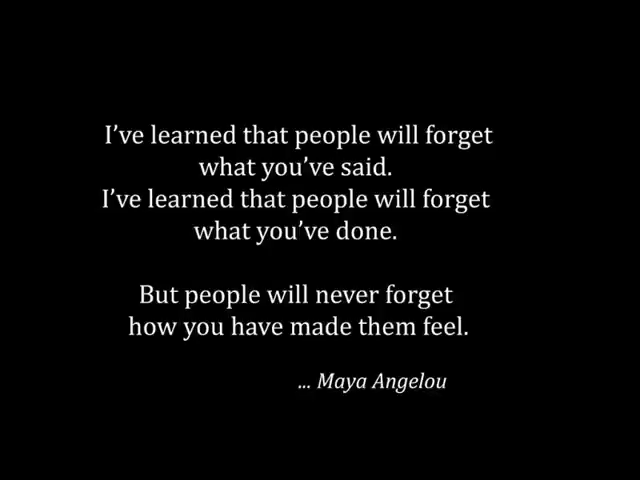 I’ve learned that people will forget
what you’ve said.
I’ve learned that people will forget
what you’ve done.
But people will never forget
how you have made them feel.
... Maya Angelou